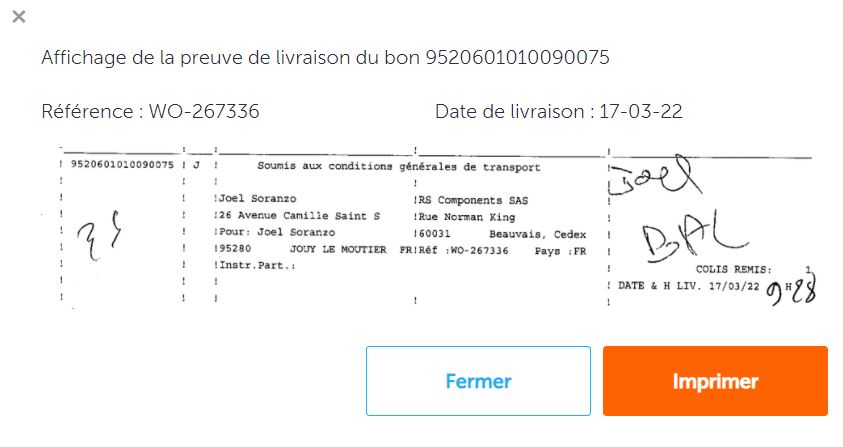 ×
Affichage de la preuve de livraison du bon 9520601010090075
Référence : WO-267336 Date de livraison : 17-03-22
! 9520601010090075 ! J ! Soumis aux conditions générales de transport
Joel
!Joel Soranzo !RS Components SAS
!26 Avenue Camille Saint S !Rue Norman King
!Pour: Joel Soranzo !60031 Beauvais, Cedex
BAL
!95280 JOUY LE MOUTIER FR!Réf :WO-267336 Pays :FR
!Instr.Part.:
COLIS REMIS: 1
! DATE & H LIV. 17/03/22 9 H 28
Fermer
Imprimer